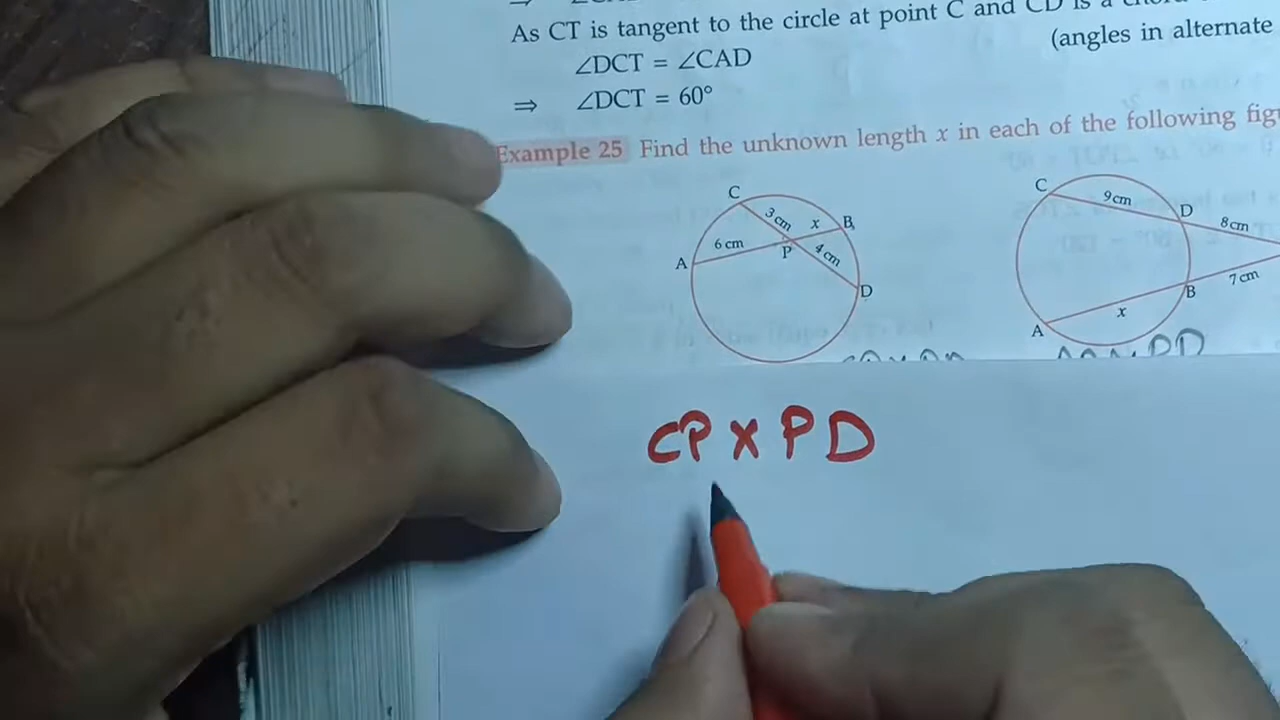 As CT is tangent to the circle at point C and CD is a
(angles in alternate
∠DCT = ∠CAD
⇒ ∠DCT = 60°
Example 25 Find the unknown length x in each of the following
C
3 cm
x
B
6 cm
P
4 cm
A
D
C
9 cm
D
8 cm
B
7 cm
x
A
PD
CP X PD